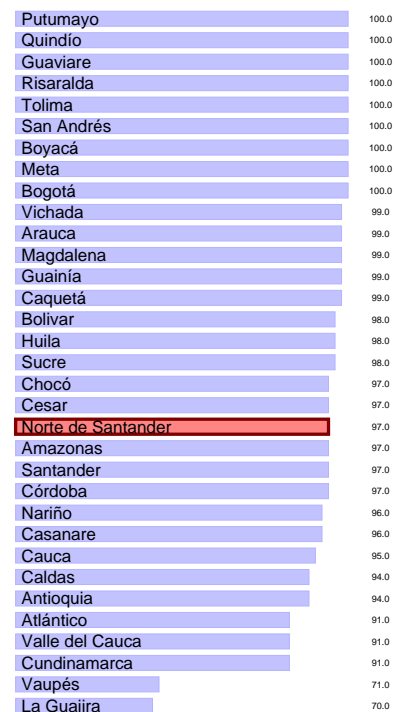 Putumayo 100.0
Quindío 100.0
Guaviare 100.0
Risaralda 100.0
Tolima 100.0
San Andrés 100.0
Boyacá 100.0
Meta 100.0
Bogotá 100.0
Vichada 99.0
Arauca 99.0
Magdalena 99.0
Guainía 99.0
Caquetá 99.0
Bolivar 98.0
Huila 98.0
Sucre 98.0
Chocó 97.0
Cesar 97.0
Norte de Santander 97.0
Amazonas 97.0
Santander 97.0
Córdoba 97.0
Nariño 96.0
Casanare 96.0
Cauca 95.0
Caldas 94.0
Antioquia 94.0
Atlántico 91.0
Valle del Cauca 91.0
Cundinamarca 91.0
Vaupés 71.0
La Guajira 70.0